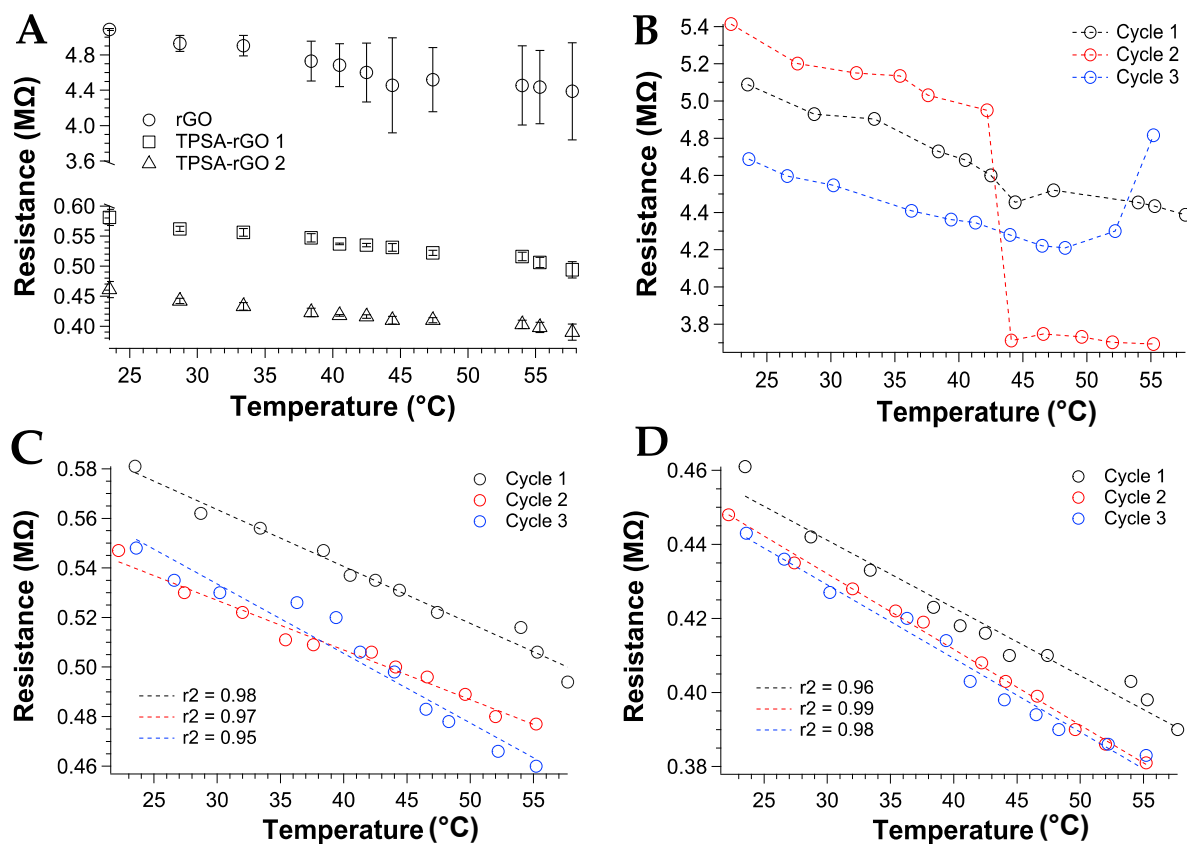 A
5.0
4.4
4.0
3.6
0.60
0.55
0.50
0.45
0.40
Resistance (MΩ)
rGO
TPSA-rGO 1
TPSA-rGO 2
25 30 35 40 45 50 55
Temperature (°C)
B
5.4
5.2
5.0
4.8
4.6
4.4
4.2
4.0
3.8
Resistance (MΩ)
Cycle 1
Cycle 2
Cycle 3
25 30 35 40 45 50 55
Temperature (°C)
C
0.58
0.56
0.54
0.52
0.50
0.48
0.46
Resistance (MΩ)
Cycle 1
Cycle 2
Cycle 3
r2 = 0.98
r2 = 0.97
r2 = 0.95
25 30 35 40 45 50 55
Temperature (°C)
D
0.46
0.44
0.42
0.40
0.38
Resistance (MΩ)
Cycle 1
Cycle 2
Cycle 3
r2 = 0.96
r2 = 0.99
r2 = 0.98
25 30 35 40 45 50 55
Temperature (°C)